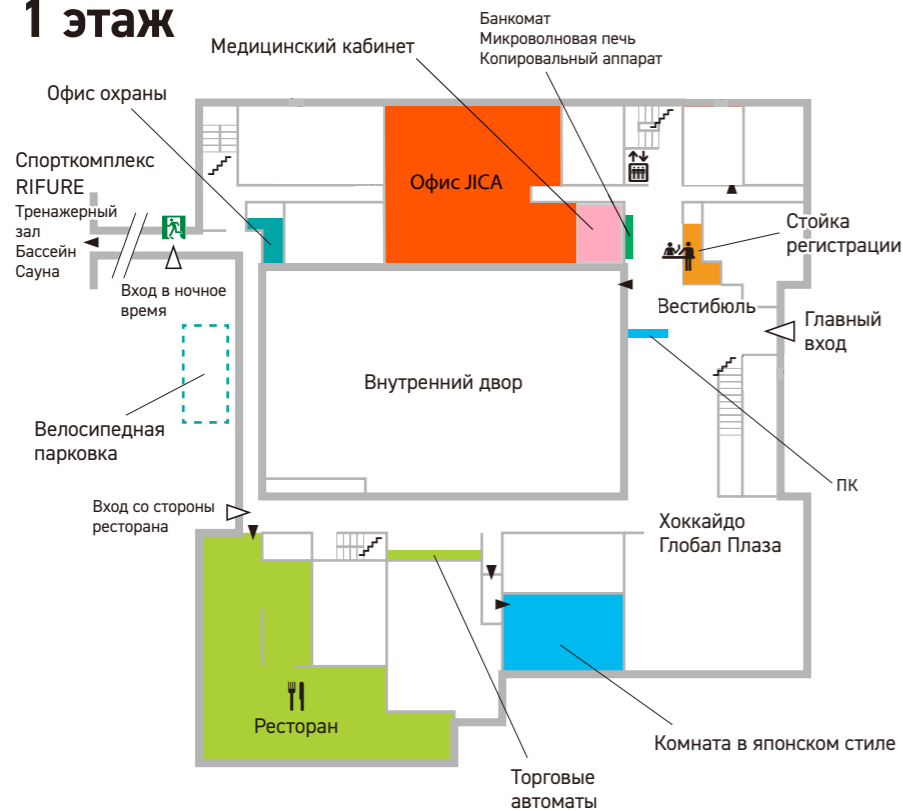 1 этаж
Банкомат
Микроволновая печь
Копировальный аппарат
Медицинский кабинет
Офис охраны
Спорткомплекс
RIFURE
Тренажерный
зал
Бассейн
Сауна
Офис JICA
Стойка
регистрации
Вход в ночное
время
Вестибюль
Главный
вход
Внутренний двор
Велосипедная
парковка
ПК
Вход со стороны
ресторана
Хоккайдо
Глобал Плаза
Ресторан
Комната в японском стиле
Торговые
автоматы